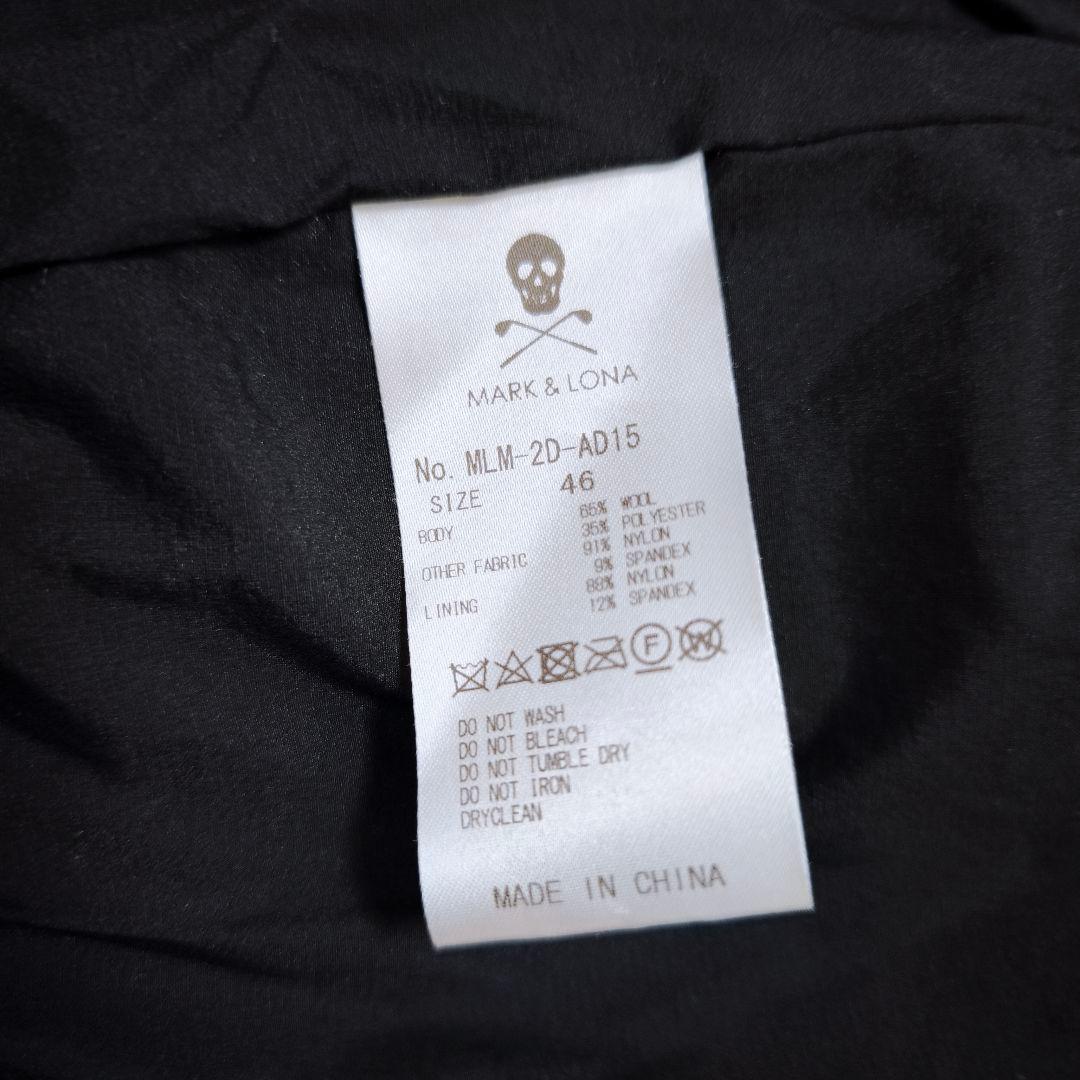 MARK & LONA
No. MLM-2D-AD15
SIZE 46
BODY 65% WOOL
35% POLYESTER
OTHER FABRIC 91% NYLON
9% SPANDEX
LINING 88% NYLON
12% SPANDEX
F W
DO NOT WASH
DO NOT BLEACH
DO NOT TUMBLE DRY
DO NOT IRON
DRYCLEAN
MADE IN CHINA